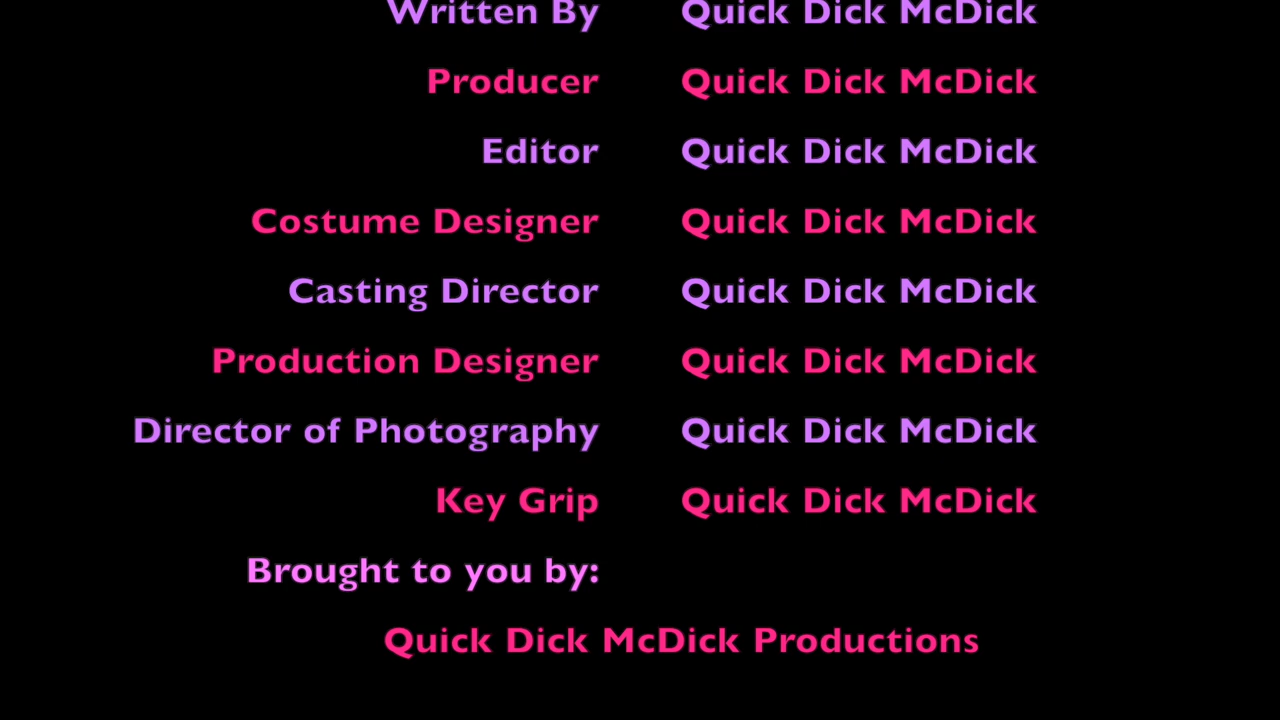 Written By Quick Dick McDick
Producer Quick Dick McDick
Editor Quick Dick McDick
Costume Designer Quick Dick McDick
Casting Director Quick Dick McDick
Production Designer Quick Dick McDick
Director of Photography Quick Dick McDick
Key Grip Quick Dick McDick
Brought to you by:
Quick Dick McDick Productions